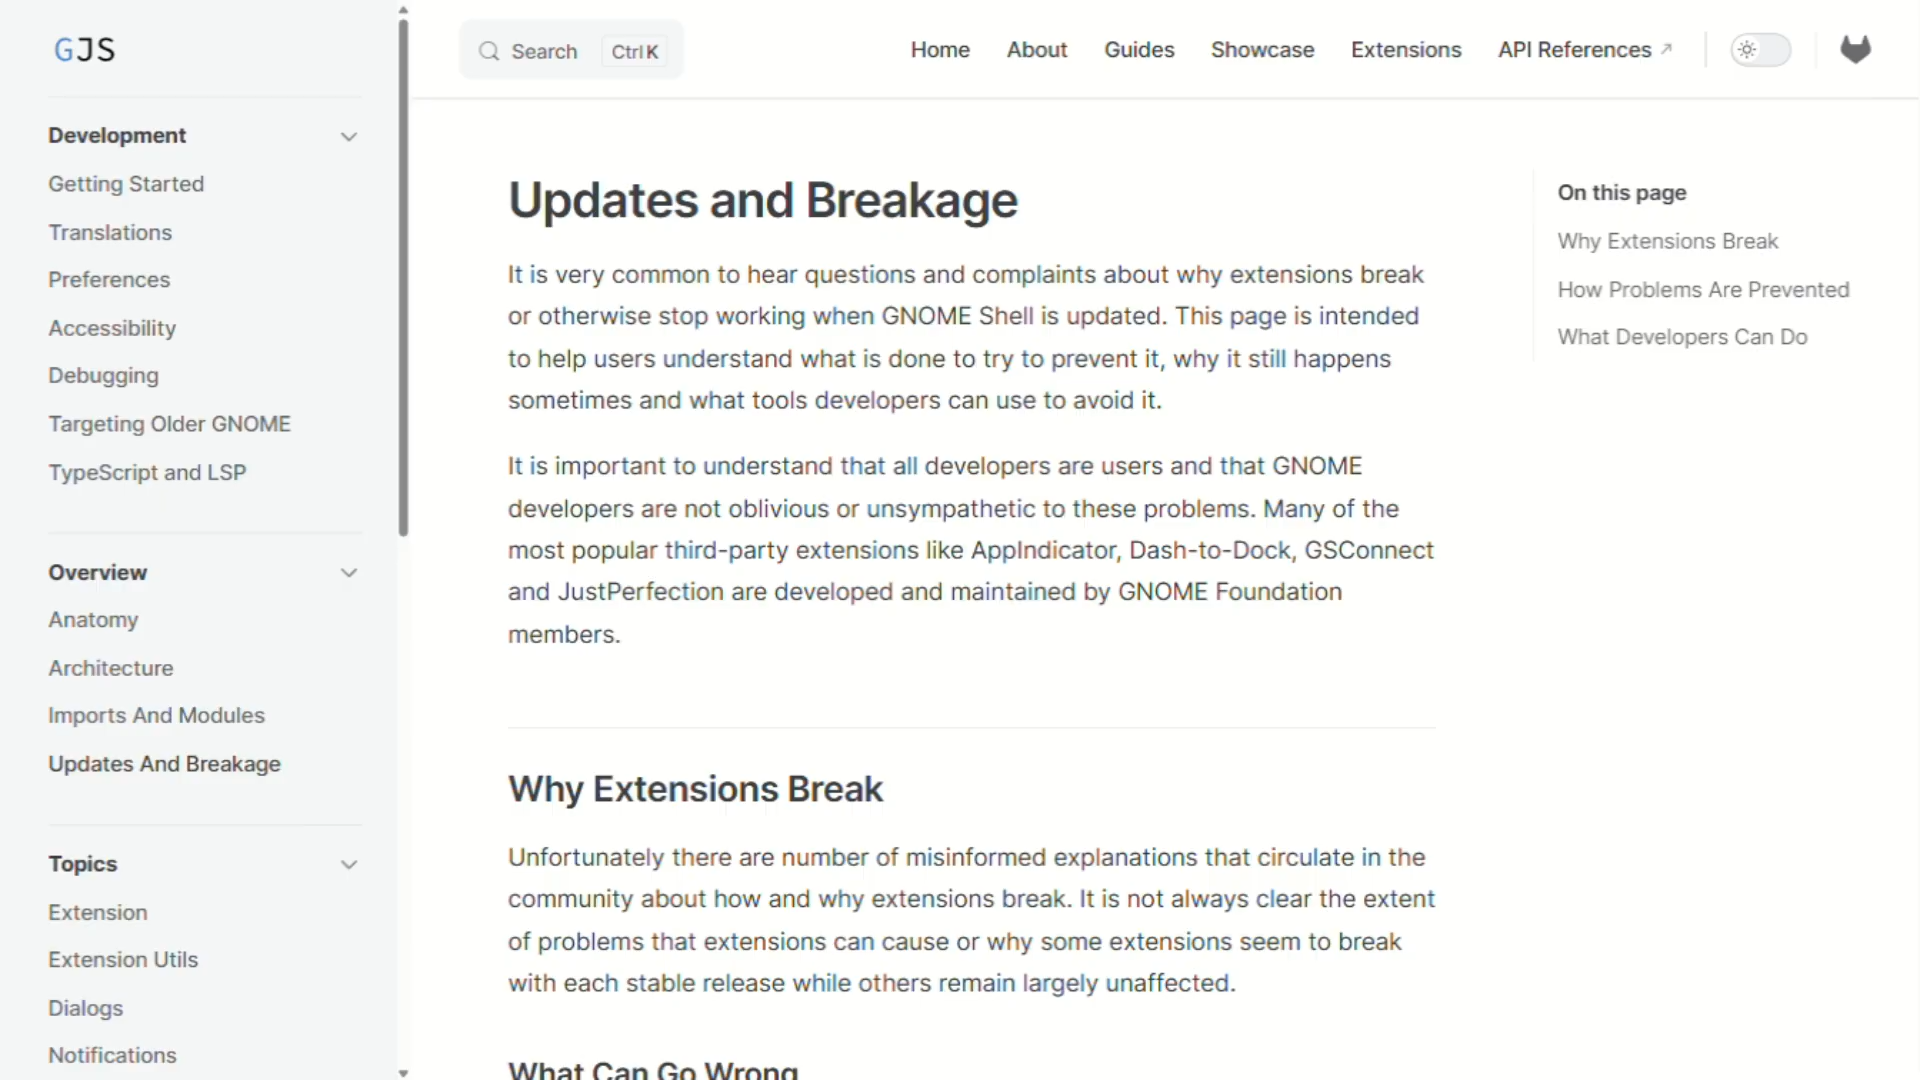 GJS
Search Ctrl K
Home About Guides Showcase Extensions API References
Development
Getting Started
Translations
Preferences
Accessibility
Debugging
Targeting Older GNOME
TypeScript and LSP
Overview
Anatomy
Architecture
Imports And Modules
Updates And Breakage
Topics
Extension
Extension Utils
Dialogs
Notifications
Updates and Breakage
It is very common to hear questions and complaints about why extensions break
or otherwise stop working when GNOME Shell is updated. This page is intended
to help users understand what is done to try to prevent it, why it still happens
sometimes and what tools developers can use to avoid it.
It is important to understand that all developers are users and that GNOME
developers are not oblivious or unsympathetic to these problems. Many of the
most popular third-party extensions like AppIndicator, Dash-to-Dock, GSConnect
and JustPerfection are developed and maintained by GNOME Foundation
members.
Why Extensions Break
Unfortunately there are number of misinformed explanations that circulate in the
community about how and why extensions break. It is not always clear the extent
of problems that extensions can cause or why some extensions seem to break
with each stable release while others remain largely unaffected.
What Can Go Wrong
On this page
Why Extensions Break
How Problems Are Prevented
What Developers Can Do